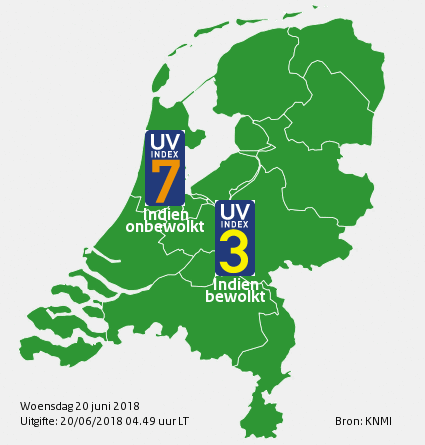 UV
INDEX
7
Indien
onbewolkt
UV
INDEX
3
Indien
bewolkt
Woensdag 20 juni 2018
Uitgifte: 20/06/2018 04.49 uur LT
Bron: KNMI